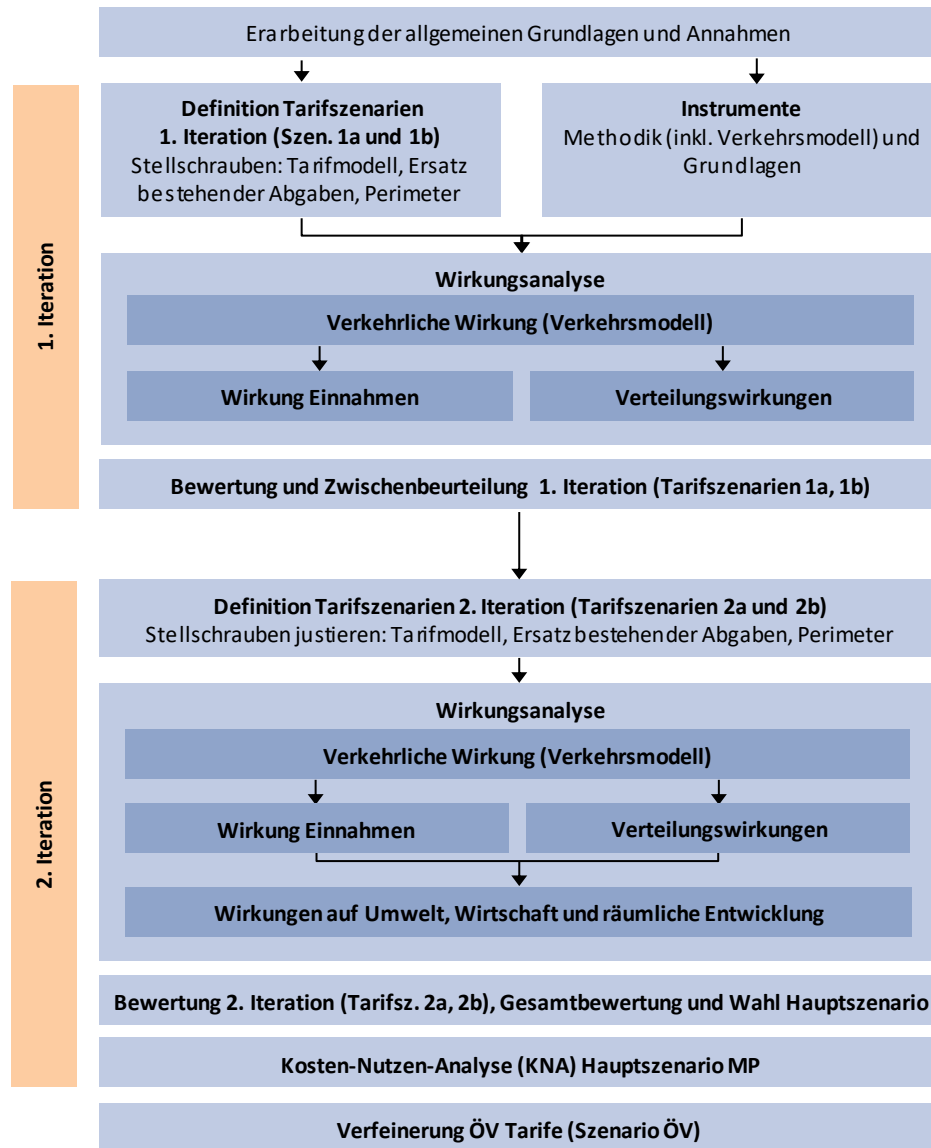 Erarbeitung der allgemeinen Grundlagen und Annahmen
1. Iteration
Definition Tarifszenarien
1. Iteration (Szen. 1a und 1b)
Stellschrauben: Tarifmodell, Ersatz
bestehender Abgaben, Perimeter
Instrumente
Methodik (inkl. Verkehrsmodell) und
Grundlagen
Wirkungsanalyse
Verkehrliche Wirkung (Verkehrsmodell)
Wirkung Einnahmen
Verteilungswirkungen
Bewertung und Zwischenbeurteilung 1. Iteration (Tarifszenarien 1a, 1b)
2. Iteration
Definition Tarifszenarien 2. Iteration (Tarifszenarien 2a und 2b)
Stellschrauben justieren: Tarifmodell, Ersatz bestehender Abgaben, Perimeter
Wirkungsanalyse
Verkehrliche Wirkung (Verkehrsmodell)
Wirkung Einnahmen
Verteilungswirkungen
Wirkungen auf Umwelt, Wirtschaft und räumliche Entwicklung
Bewertung 2. Iteration (Tarifsz. 2a, 2b), Gesamtbewertung und Wahl Hauptszenario
Kosten-Nutzen-Analyse (KNA) Hauptszenario MP
Verfeinerung ÖV Tarife (Szenario ÖV)